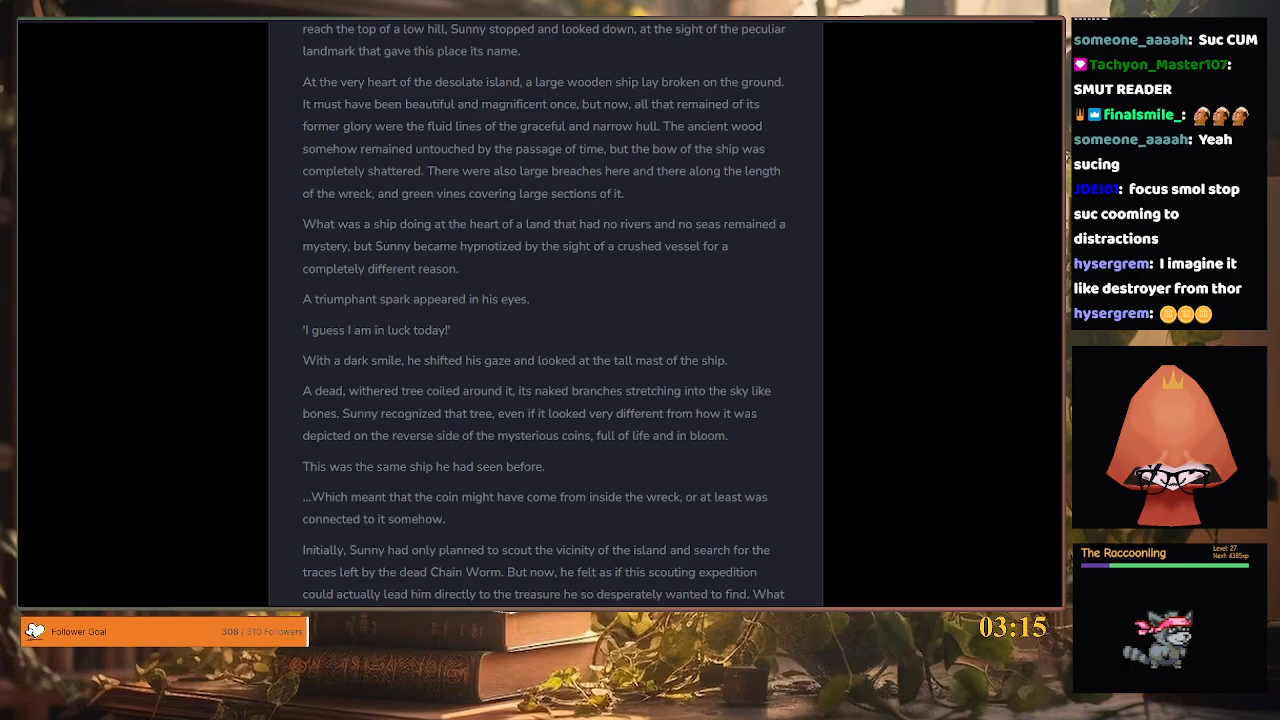 reach the top of a low hill, Sunny stopped and looked down, at the sight of the peculiar
landmark that gave this place its name.
At the very heart of the desolate island, a large wooden ship lay broken on the ground.
It must have been beautiful and magnificent once, but now, all that remained of its
former glory were the fluid lines of the graceful and narrow hull. The ancient wood
somehow remained untouched by the passage of time, but the bow of the ship was
completely shattered. There were also large breaches here and there along the length
of the wreck, and green vines covering large sections of it.
What was a ship doing at the heart of a land that had no rivers and no seas remained a
mystery, but Sunny became hypnotized by the sight of a crushed vessel for a
completely different reason.
A triumphant spark appeared in his eyes.
'I guess I am in luck today!'
With a dark smile, he shifted his gaze and looked at the tall mast of the ship.
A dead, withered tree coiled around it, its naked branches stretching into the sky like
bones. Sunny recognized that tree, even if it looked very different from how it was
depicted on the reverse side of the mysterious coins, full of life and in bloom.
This was the same ship he had seen before.
...Which meant that the coin might have come from inside the wreck, or at least was
connected to it somehow.
Initially, Sunny had only planned to scout the vicinity of the island and search for the
traces left by the dead Chain Worm. But now, he felt as if this scouting expedition
could actually lead him directly to the treasure he so desperately wanted to find. What
someone_aaaah: Suc CUM
Tachyon_Master107:
SMUT READER
finalsmile_:
someone_aaaah: Yeah
sucing
JDEI01: focus smol stop
suc cooming to
distractions
hysergrem: I imagine it
like destroyer from thor
hysergrem:
The Raccoonling
Level: 27
Next: 4385xp
Follower Goal
308 / 310 Followers
03:15